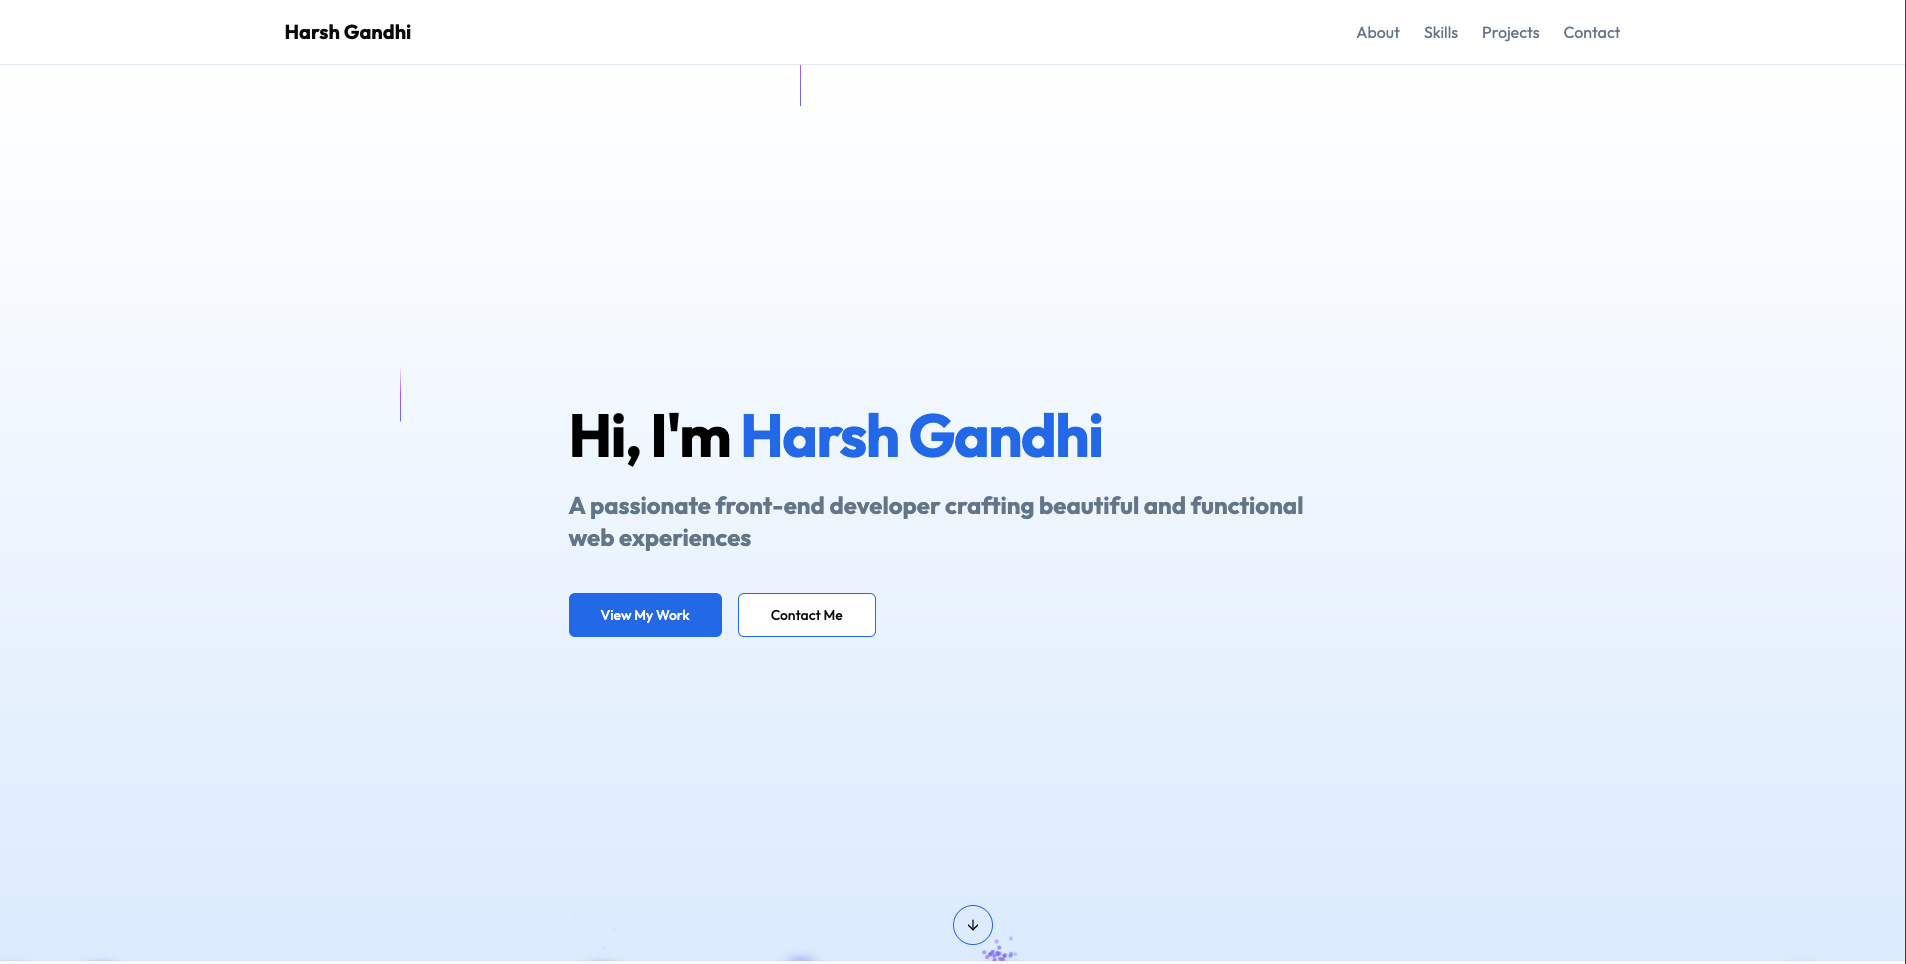 Harsh Gandhi
About Skills Projects Contact
Hi, I'm Harsh Gandhi
A passionate front-end developer crafting beautiful and functional
web experiences
View My Work Contact Me